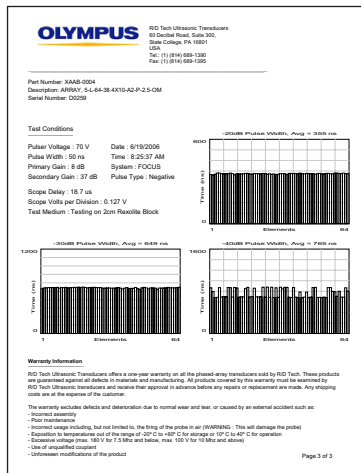 OLYMPUS
R/D Tech Ultrasonic Transducers
60 Decibel Road, Suite 300,
State College, PA 16801
USA
Tel.: (1) (814) 689-1390
Fax: (1) (814) 689-1395
Part Number: XAAB-0004
Description: ARRAY, 5-L-64-38.4X10-A2-P-2.5-OM
Serial Number: D0259
Test Conditions
Pulser Voltage : 70 V
Date : 6/19/2006
Pulse Width : 50 ns
Time : 8:25:37 AM
Primary Gain : 8 dB
System : FOCUS
Secondary Gain : 37 dB
Pulse Type : Negative
Scope Delay : 18.7 us
Scope Volts per Division : 0.127 V
Test Medium : Testing on 2cm Rexolite Block
-20dB Pulse Width, Avg = 355 ns
600
Time (ns)
0
1 Elements 64
-30dB Pulse Width, Avg = 649 ns
1200
Time (ns)
0
1 Elements 64
-40dB Pulse Width, Avg = 765 ns
1600
Time (ns)
0
1 Elements 64
Warranty Information
R/D Tech Ultrasonic Transducers offers a one-year warranty on all the phased-array transducers sold by R/D Tech. These products
are guaranteed against all defects in materials and manufacturing. All products covered by this warranty must be examined by
R/D Tech Ultrasonic transducers and receive their approval in advance before any repairs or replacement are made. Any shipping
costs are at the expense of the customer.
The warranty excludes defects and deterioration due to normal wear and tear, or caused by an external accident such as:
- Incorrect assembly
- Poor maintenance
- Incorrect usage including, but not limited to, the firing of the probe in air (WARNING : This will damage the probe)
- Exposition to temperatures out of the range of -20° C to +60° C for storage or 10° C to 40° C for operation
- Excessive voltage (max. 180 V for 7.5 Mhz and below, max. 100 V for 10 Mhz and above)
- Use of unqualified couplant
- Unforeseen modifications of the product
Page 3 of 3